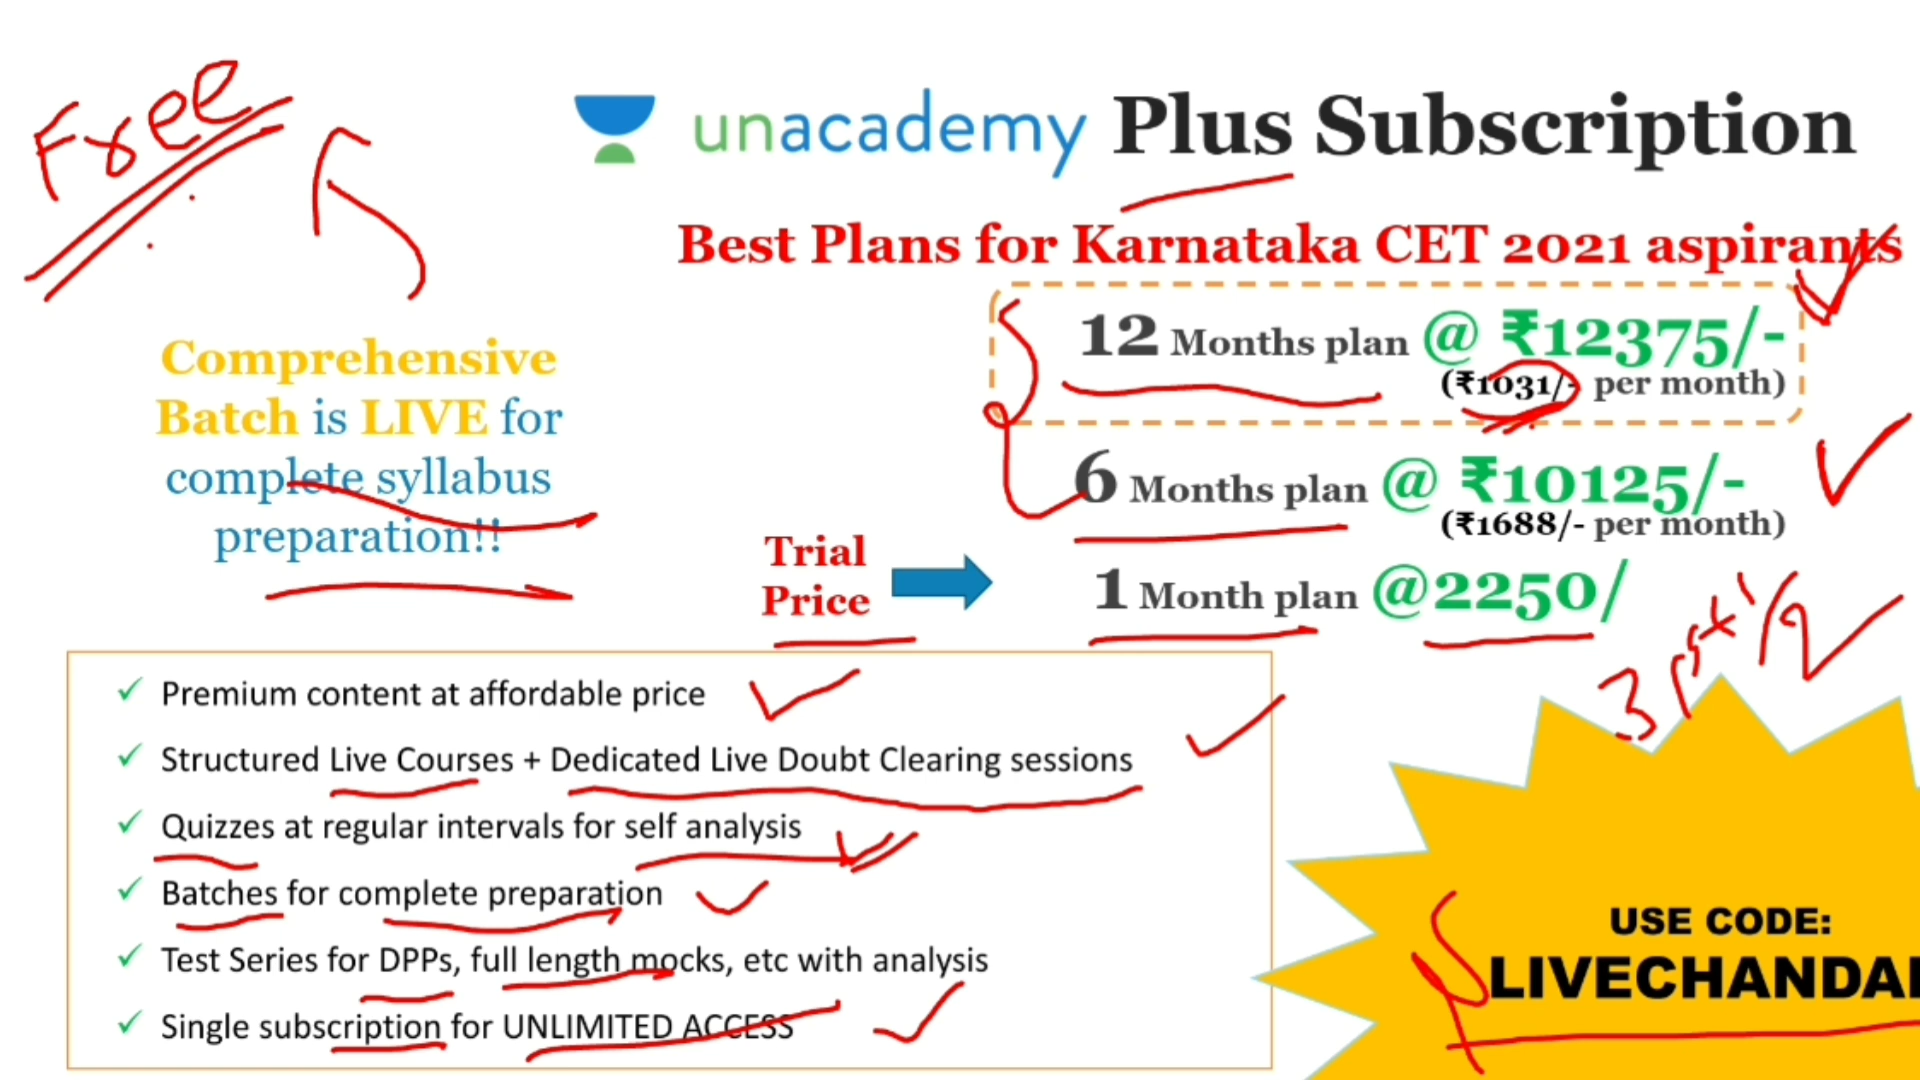 Free
unacademy Plus Subscription
Best Plans for Karnataka CET 2021 aspirants
12 Months plan @ ₹12375/-
(₹1031/- per month)
6 Months plan @ ₹10125/-
(₹1688/- per month)
Trial
Price
1 Month plan @2250/
Comprehensive
Batch is LIVE for
complete syllabus
preparation!!
✓ Premium content at affordable price
✓ Structured Live Courses + Dedicated Live Doubt Clearing sessions
✓ Quizzes at regular intervals for self analysis
✓ Batches for complete preparation
✓ Test Series for DPPs, full length mocks, etc with analysis
✓ Single subscription for UNLIMITED ACCESS
USE CODE:
LIVECHANDA